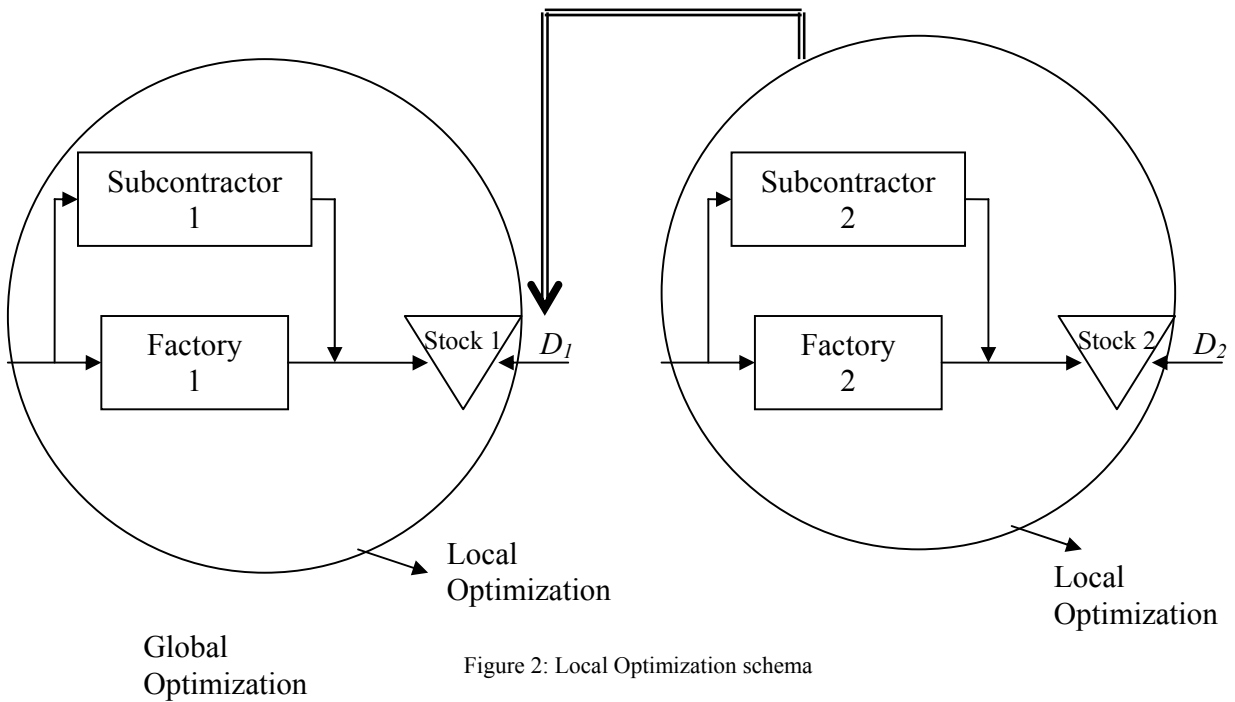 Subcontractor
1
Factory
1
Stock 1
D1
Local
Optimization
Subcontractor
2
Factory
2
Stock 2
D2
Local
Optimization
Global
Optimization
Figure 2: Local Optimization schema